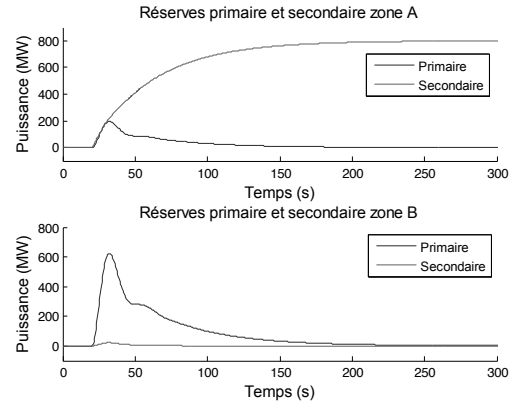 Réserves primaire et secondaire zone A
Puissance (MW)
800
600
400
200
0
Primaire
Secondaire
0 50 100 150 200 250 300
Temps (s)
Réserves primaire et secondaire zone B
Puissance (MW)
800
600
400
200
0
Primaire
Secondaire
0 50 100 150 200 250 300
Temps (s)